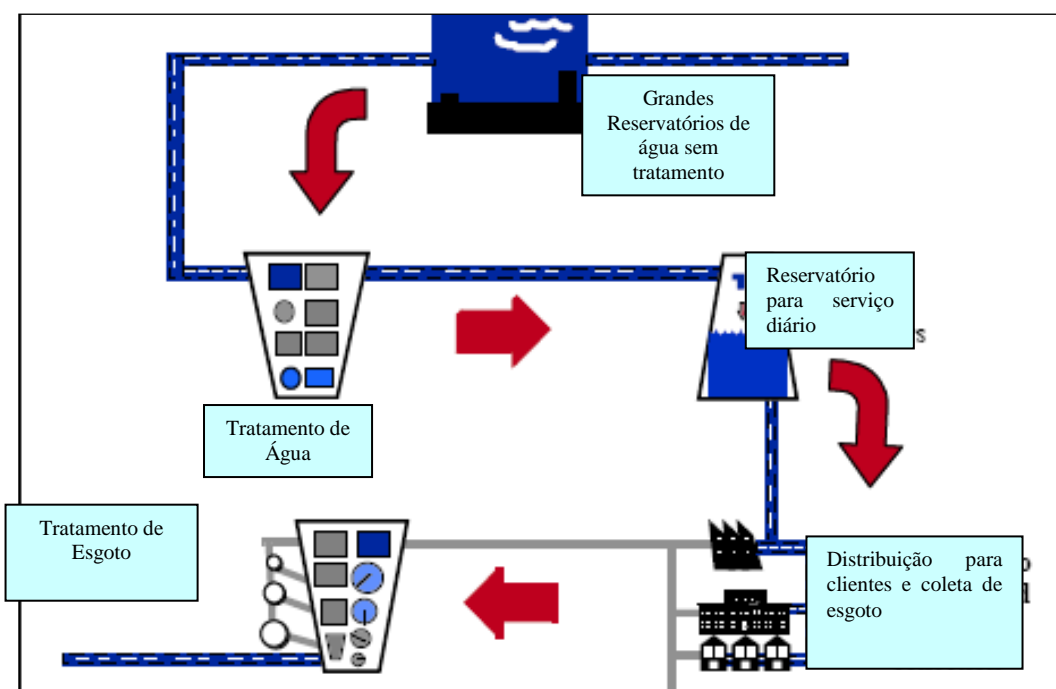 Grandes
Reservatórios de
água sem
tratamento
Reservatório
para serviço
diário
s
Tratamento de
Água
Tratamento de
Esgoto
Distribuição para
clientes e coleta de
esgoto